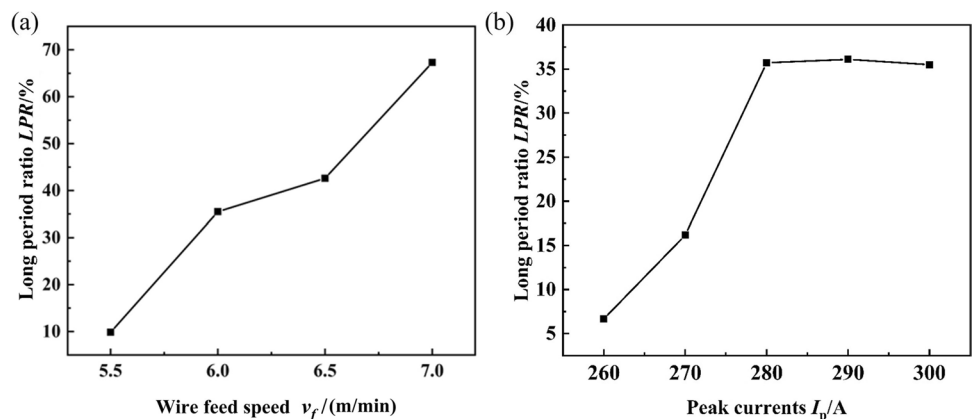 (a)
Long period ratio LPR/%
70
60
50
40
30
20
10
5.5 6.0 6.5 7.0
Wire feed speed v_f/(m/min)
(b)
Long period ratio LPR/%
40
35
30
25
20
15
10
5
260 270 280 290 300
Peak currents I_p/A